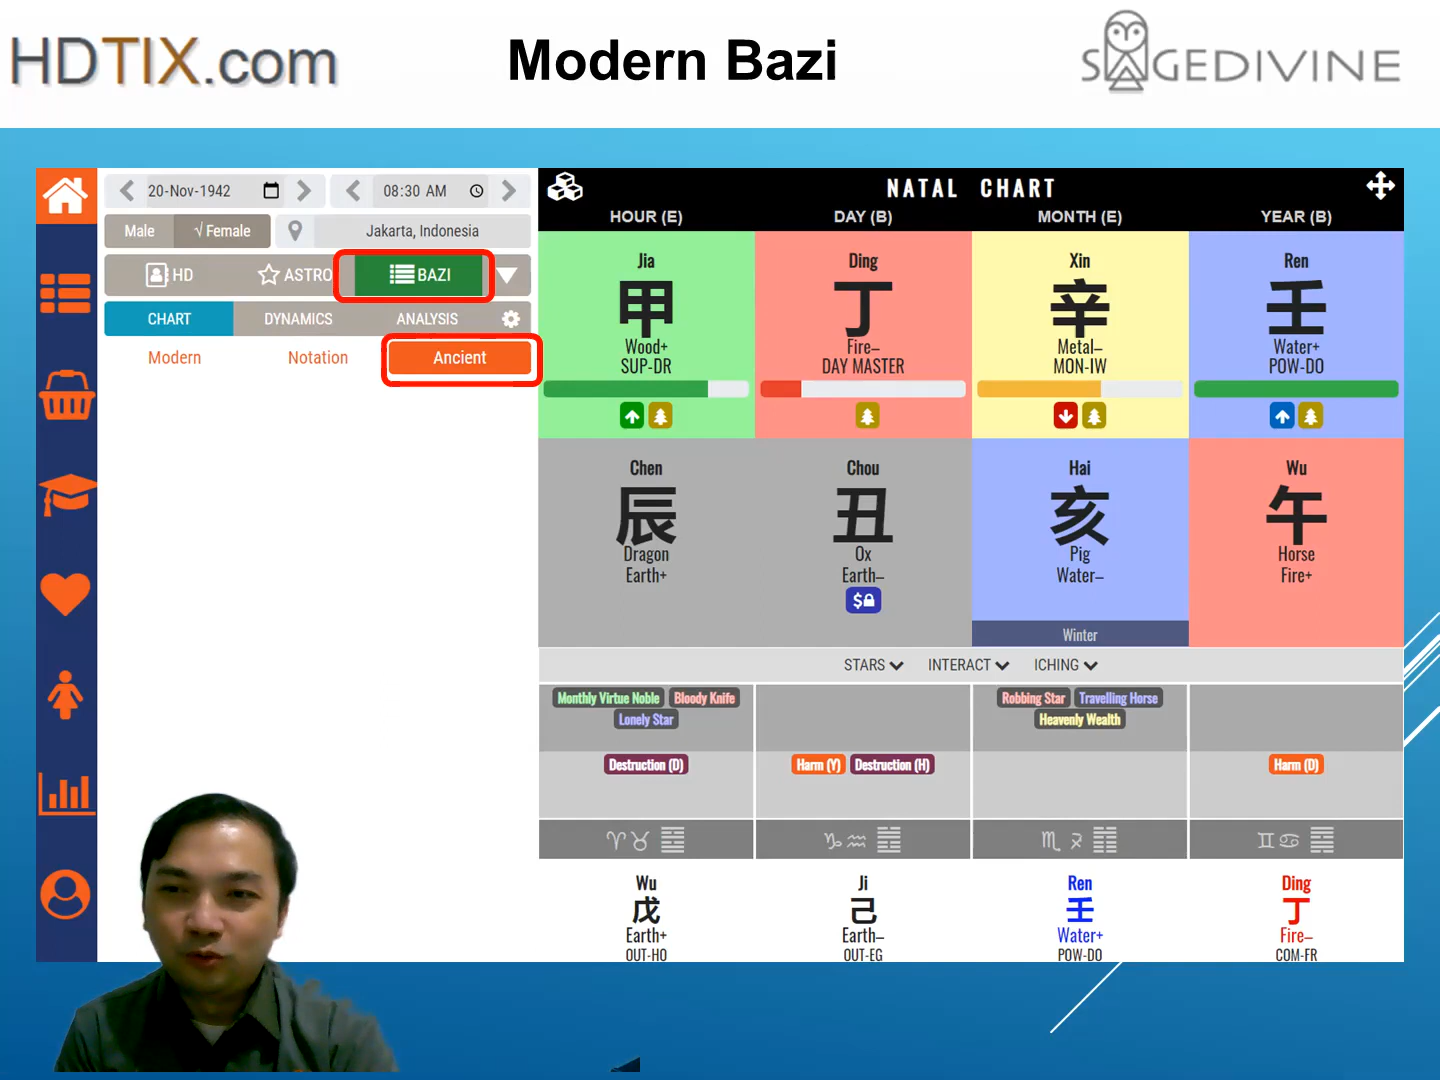 HDTIX.com
Modern Bazi
SAGEDIVINE
20-Nov-1942
08:30 AM
Male
√ Female
Jakarta, Indonesia
HD
ASTRO
BAZI
CHART
DYNAMICS
ANALYSIS
Modern
Notation
Ancient
NATAL CHART
HOUR (E)
DAY (B)
MONTH (E)
YEAR (B)
Jia
甲
Wood+
SUP-DR
Ding
丁
Fire–
DAY MASTER
Xin
辛
Metal–
MON-IW
Ren
壬
Water+
POW-DO
Chen
辰
Dragon
Earth+
Chou
丑
Ox
Earth–
$
Hai
亥
Pig
Water–
Winter
Wu
午
Horse
Fire+
STARS
INTERACT
ICHING
Monthly Virtue Noble
Bloody Knife
Lonely Star
Robbing Star
Travelling Horse
Heavenly Wealth
Destruction (D)
Harm (Y)
Destruction (H)
Harm (D)
♈♉
♑♒
♏♐
♊♋
Wu
戊
Earth+
OUT-HO
Ji
己
Earth–
OUT-EG
Ren
壬
Water+
POW-DO
Ding
丁
Fire–
COM-FR